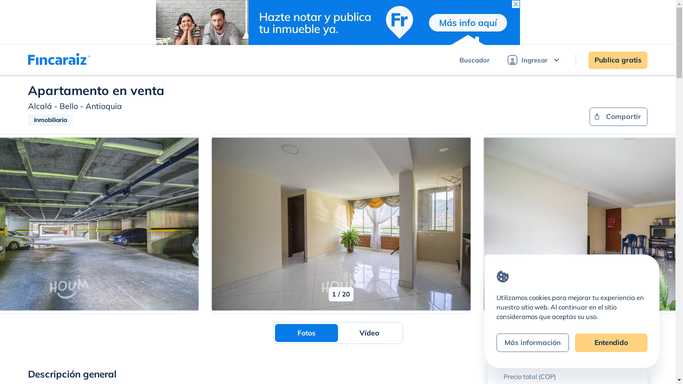 Hazte notar y publica
tu inmueble ya.
Fr
Más info aquí
Fincaraiz
Buscador
Ingresar
Publica gratis
Apartamento en venta
Alcalá - Bello - Antioquia
Inmobiliaria
Compartir
HOUM
HOUM
1 / 20
Fotos
Vídeo
Utilizamos cookies para mejorar tu experiencia en
nuestro sitio web. Al continuar en el sitio
consideramos que aceptas su uso.
Más información
Entendido
Descripción general
Precio total (COP)